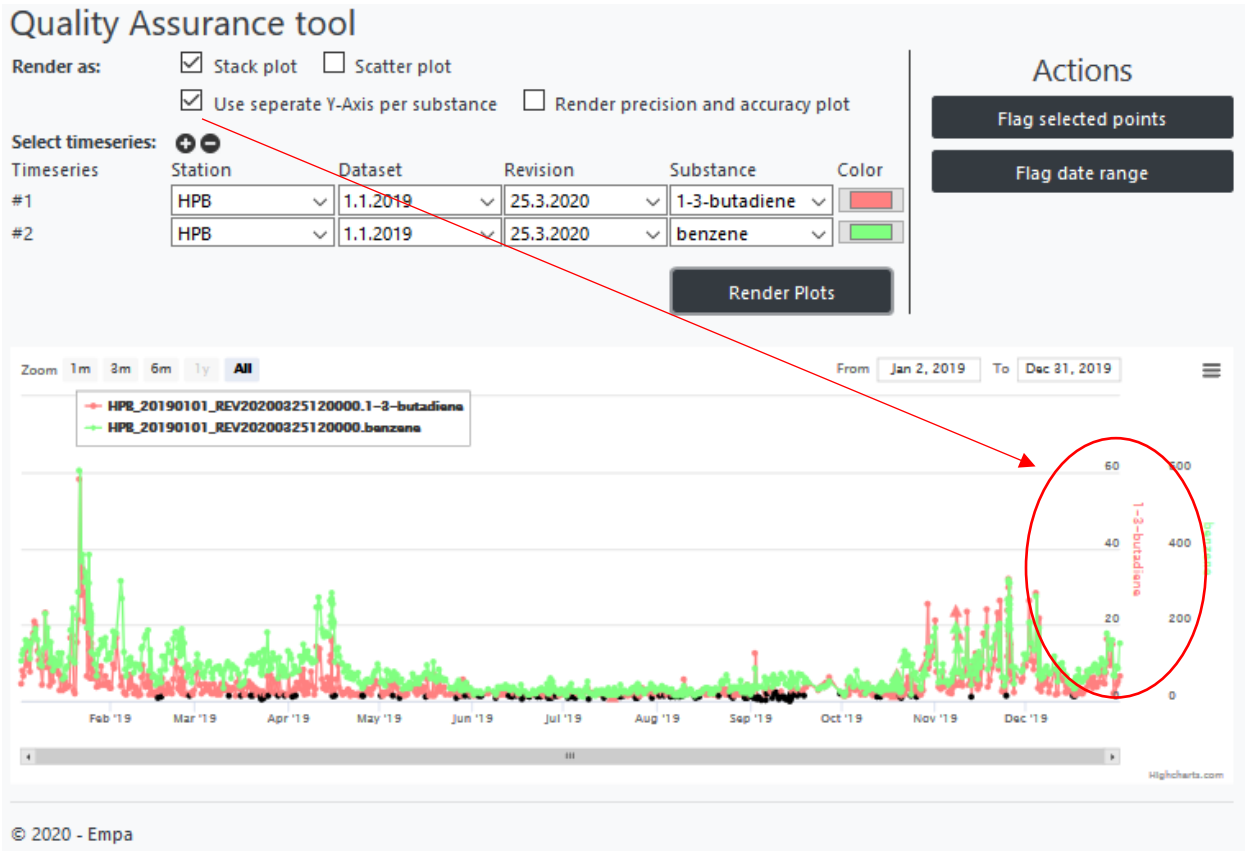 Quality Assurance tool
Render as: Stack plot Scatter plot
Use seperate Y-Axis per substance Render precision and accuracy plot
Select timeseries:
Timeseries Station Dataset Revision Substance Color
#1 HPB 1.1.2019 25.3.2020 1-3-butadiene
#2 HPB 1.1.2019 25.3.2020 benzene
Render Plots
Actions
Flag selected points
Flag date range
Zoom 1m 3m 6m 1y All From Jan 2, 2019 To Dec 31, 2019
HPB_20190101_REV20200325120000.1-3-butadiene
HPB_20190101_REV20200325120000.benzene
60 600
40 400
20 200
0 0
1-3-butadiene
benzene
Feb '19 Mar '19 Apr '19 May '19 Jun '19 Jul '19 Aug '19 Sep '19 Oct '19 Nov '19 Dec '19
Highcharts.com
© 2020 - Empa